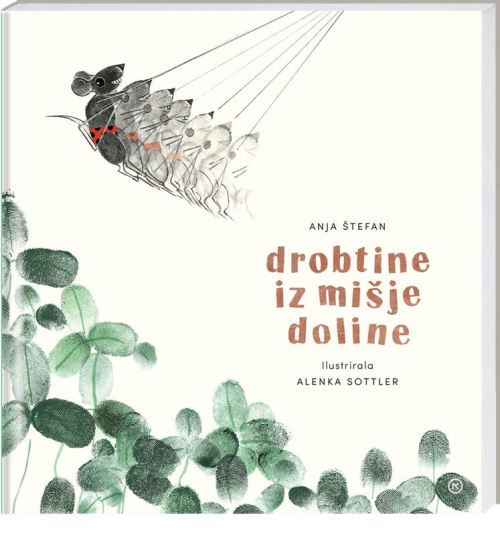 ANJA ŠTEFAN
drobtine
iz mišje
doline
Ilustrirala
ALENKA SOTTLER